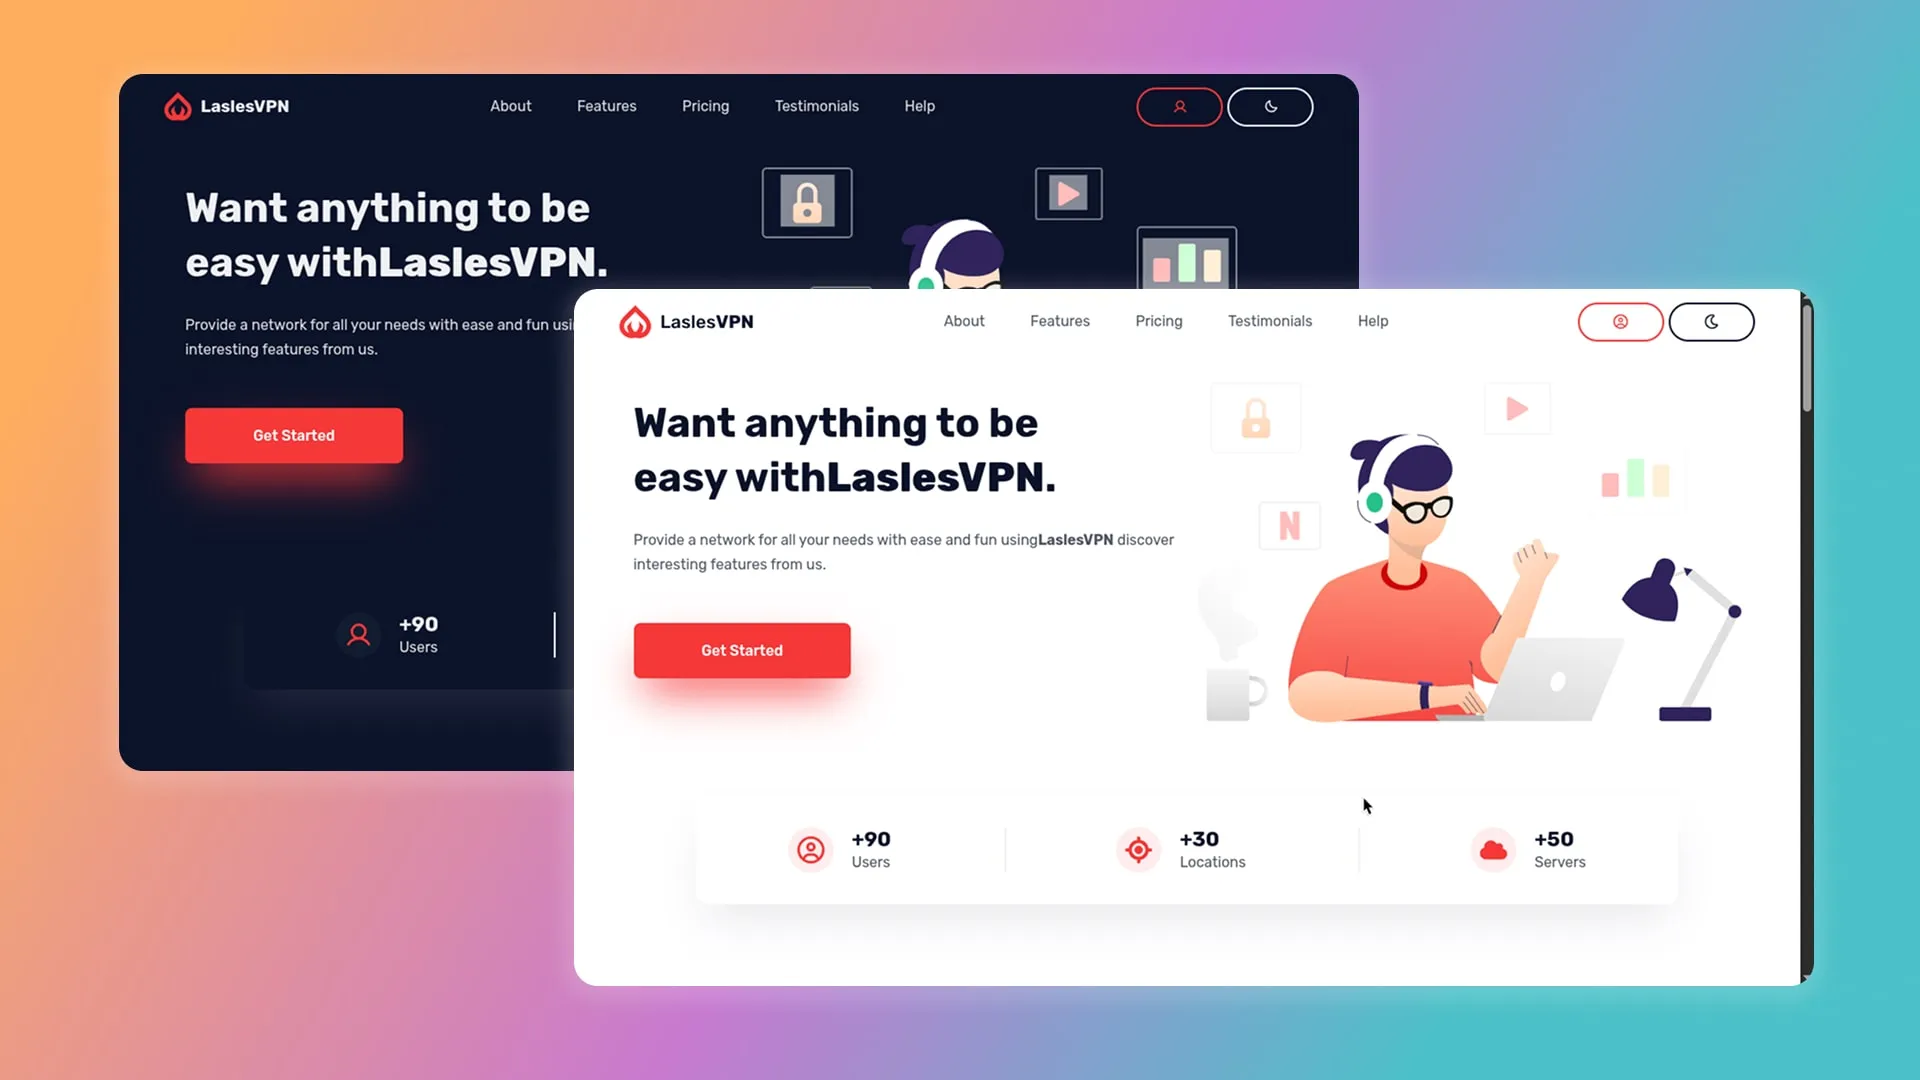 LaslesVPN
About Features Pricing Testimonials Help
Want anything to be
easy withLaslesVPN.
Provide a network for all your needs with ease and fun
interesting features from us.
Get Started
+90
Users
LaslesVPN
About Features Pricing Testimonials Help
Want anything to be
easy withLaslesVPN.
Provide a network for all your needs with ease and fun usingLaslesVPN discover
interesting features from us.
N
Get Started
+90
Users
+30
Locations
+50
Servers